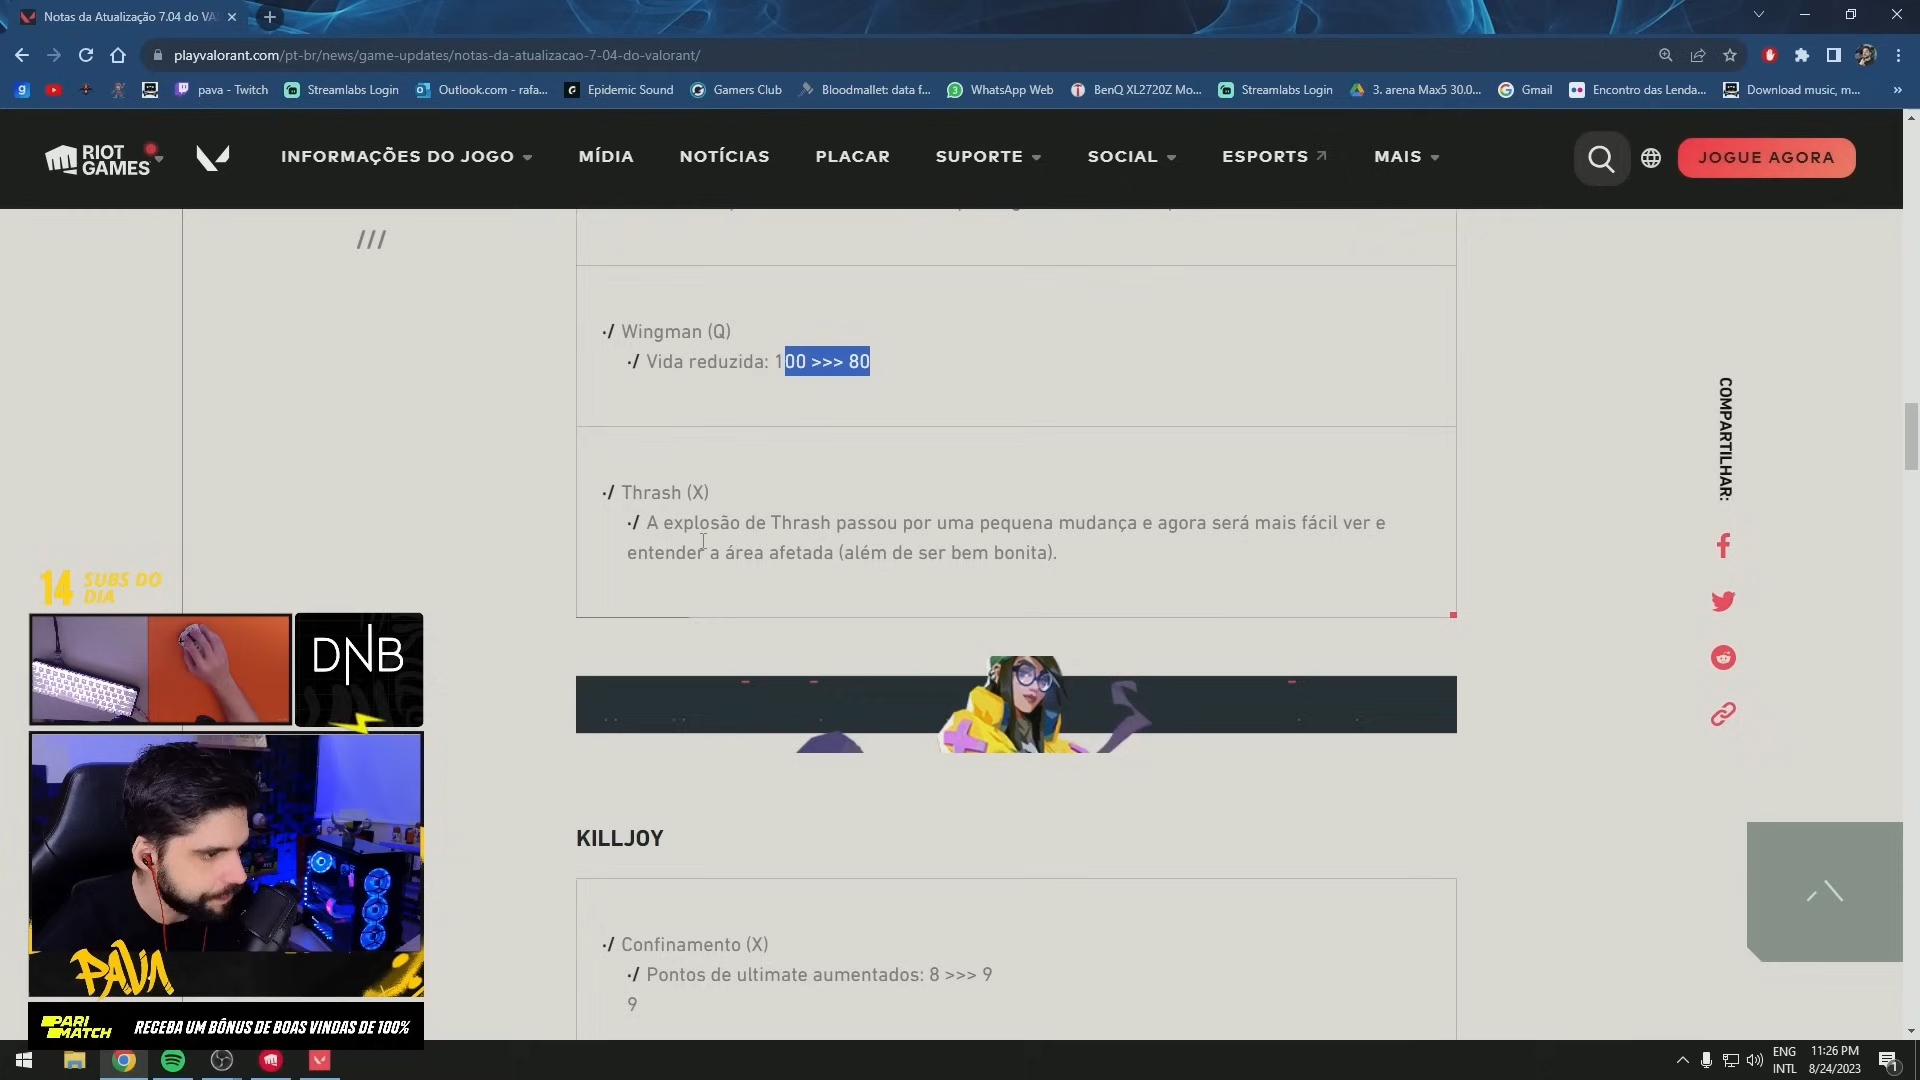 Notas da Atualização 7.04 do VA
playvalorant.com/pt-br/news/game-updates/notas-da-atualizacao-7-04-do-valorant/
pava - Twitch
Streamlabs Login
Outlook.com - rafa...
Epidemic Sound
Gamers Club
Bloodmallet: data f...
WhatsApp Web
BenQ XL2720Z Mo...
Streamlabs Login
3. arena Max5 30.0...
Gmail
Encontro das Lenda...
Download music, m...
»
RIOT
GAMES
INFORMAÇÕES DO JOGO
MÍDIA
NOTÍCIAS
PLACAR
SUPORTE
SOCIAL
ESPORTS
MAIS
JOGUE AGORA
///
·/ Wingman (Q)
·/ Vida reduzida: 100 >>> 80
·/ Thrash (X)
·/ A explosão de Thrash passou por uma pequena mudança e agora será mais fácil ver e
entender a área afetada (além de ser bem bonita).
COMPARTILHAR:
14 SUBS DO
DIA
DNB
KILLJOY
·/ Confinamento (X)
·/ Pontos de ultimate aumentados: 8 >>> 9
9
PAVA
PARI
MATCH
RECEBA UM BÔNUS DE BOAS VINDAS DE 100%
ENG
INTL
11:26 PM
8/24/2023
1